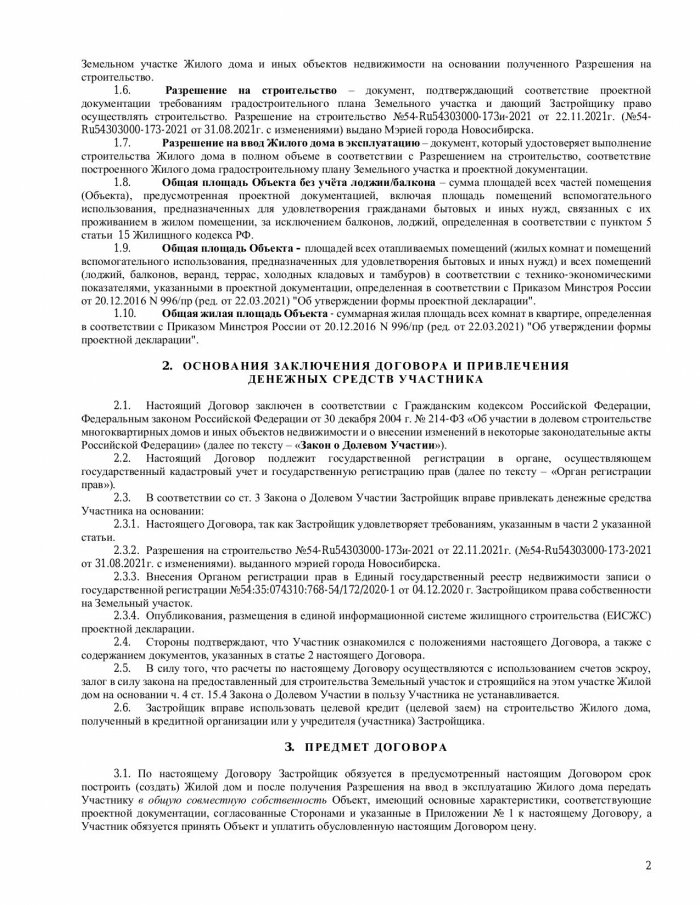 Земельном участке Жилого дома и иных объектов недвижимости на основании полученного Разрешения на
строительство.
1.6. Разрешение на строительство – документ, подтверждающий соответствие проектной
документации требованиям градостроительного плана Земельного участка и дающий Застройщику право
осуществлять строительство. Разрешение на строительство №54-Ru54303000-173и-2021 от 22.11.2021г. (№54-
Ru54303000-173-2021 от 31.08.2021г. с изменениями) выдано Мэрией города Новосибирска.
1.7. Разрешение на ввод Жилого дома в эксплуатацию – документ, который удостоверяет выполнение
строительства Жилого дома в полном объеме в соответствии с Разрешением на строительство, соответствие
построенного Жилого дома градостроительному плану Земельного участка и проектной документации.
1.8. Общая площадь Объекта без учёта лоджии/балкона – сумма площадей всех частей помещения
(Объекта), предусмотренная проектной документацией, включая площадь помещений вспомогательного
использования, предназначенных для удовлетворения гражданами бытовых и иных нужд, связанных с их
проживанием в жилом помещении, за исключением балконов, лоджий, определенная в соответствии с пунктом 5
статьи 15 Жилищного кодекса РФ.
1.9. Общая площадь Объекта - площадей всех отапливаемых помещений (жилых комнат и помещений
вспомогательного использования, предназначенных для удовлетворения бытовых и иных нужд) и всех помещений
(лоджий, балконов, веранд, террас, холодных кладовых и тамбуров) в соответствии с технико-экономическими
показателями, указанными в проектной документации, определенная в соответствии с Приказом Минстроя России
от 20.12.2016 N 996/пр (ред. от 22.03.2021) "Об утверждении формы проектной декларации".
1.10. Общая жилая площадь Объекта - суммарная жилая площадь всех комнат в квартире, определенная
в соответствии с Приказом Минстроя России от 20.12.2016 N 996/пр (ред. от 22.03.2021) "Об утверждении формы
проектной декларации".
2. ОСНОВАНИЯ ЗАКЛЮЧЕНИЯ ДОГОВОРА И ПРИВЛЕЧЕНИЯ
ДЕНЕЖНЫХ СРЕДСТВ УЧАСТНИКА
2.1. Настоящий Договор заключен в соответствии с Гражданским кодексом Российской Федерации,
Федеральным законом Российской Федерации от 30 декабря 2004 г. № 214-ФЗ «Об участии в долевом строительстве
многоквартирных домов и иных объектов недвижимости и о внесении изменений в некоторые законодательные акты
Российской Федерации» (далее по тексту – «Закон о Долевом Участии»).
2.2. Настоящий Договор подлежит государственной регистрации в органе, осуществляющем
государственный кадастровый учет и государственную регистрацию прав (далее по тексту – «Орган регистрации
прав»).
2.3. В соответствии со ст. 3 Закона о Долевом Участии Застройщик вправе привлекать денежные средства
Участника на основании:
2.3.1. Настоящего Договора, так как Застройщик удовлетворяет требованиям, указанным в части 2 указанной
статьи.
2.3.2. Разрешения на строительство №54-Ru54303000-173и-2021 от 22.11.2021г. (№54-Ru54303000-173-2021
от 31.08.2021г. с изменениями). выданного мэрией города Новосибирска.
2.3.3. Внесения Органом регистрации прав в Единый государственный реестр недвижимости записи о
государственной регистрации №54:35:074310:768-54/172/2020-1 от 04.12.2020 г. Застройщиком права собственности
на Земельный участок.
2.3.4. Опубликования, размещения в единой информационной системе жилищного строительства (ЕИСЖС)
проектной декларации.
2.4. Стороны подтверждают, что Участник ознакомился с положениями настоящего Договора, а также с
содержанием документов, указанных в статье 2 настоящего Договора.
2.5. В силу того, что расчеты по настоящему Договору осуществляются с использованием счетов эскроу,
залог в силу закона на предоставленный для строительства Земельный участок и строящийся на этом участке Жилой
дом на основании ч. 4 ст. 15.4 Закона о Долевом Участии в пользу Участника не устанавливается.
2.6. Застройщик вправе использовать целевой кредит (целевой заем) на строительство Жилого дома,
полученный в кредитной организации или у учредителя (участника) Застройщика.
3. ПРЕДМЕТ ДОГОВОРА
3.1. По настоящему Договору Застройщик обязуется в предусмотренный настоящим Договором срок
построить (создать) Жилой дом и после получения Разрешения на ввод в эксплуатацию Жилого дома передать
Участнику в общую совместную собственность Объект, имеющий основные характеристики, соответствующие
проектной документации, согласованные Сторонами и указанные в Приложении № 1 к настоящему Договору, а
Участник обязуется принять Объект и уплатить обусловленную настоящим Договором цену.
2